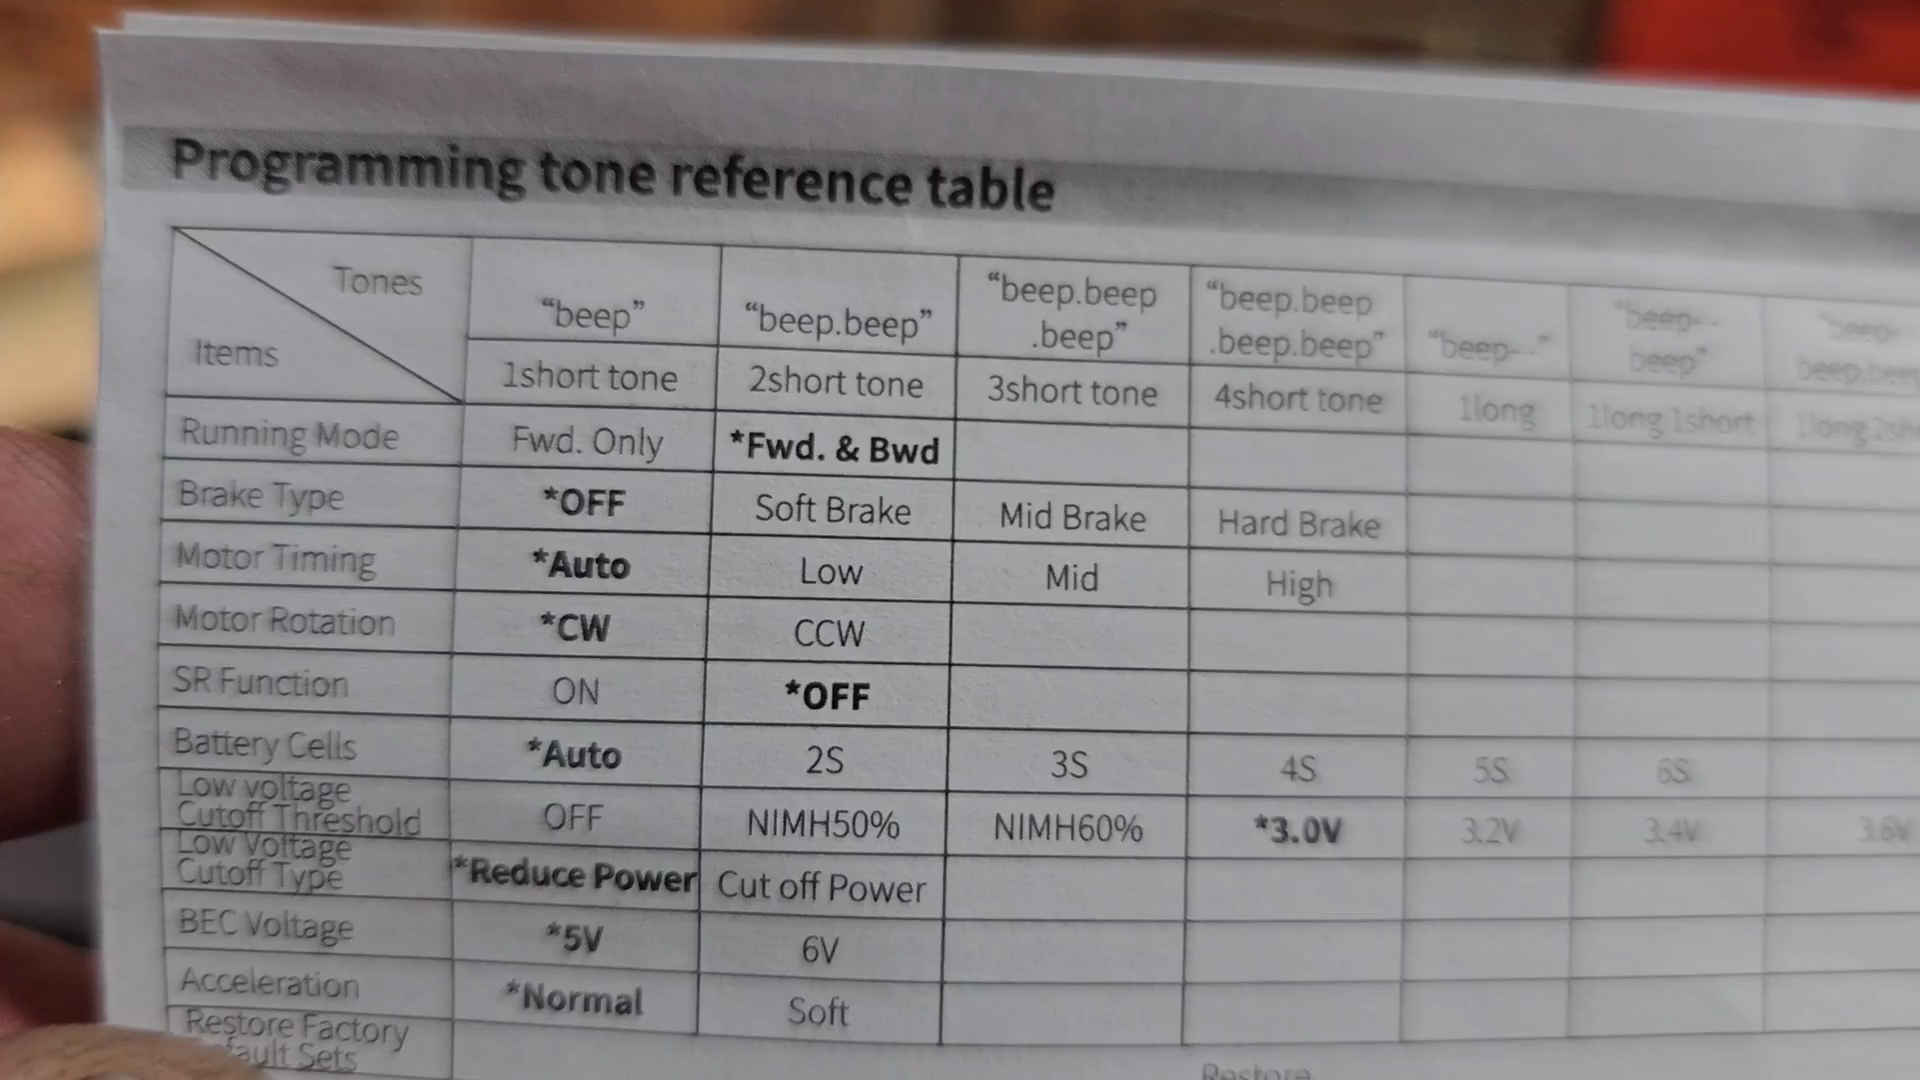 Programming tone reference table
Tones
Items
“beep”
“beep.beep”
“beep.beep
.beep”
“beep.beep
.beep.beep”
“beep- -”
“beep- -
beep”
1short tone
2short tone
3short tone
4short tone
1long
1long 1short
Running Mode
Fwd. Only
*Fwd. & Bwd
Brake Type
*OFF
Soft Brake
Mid Brake
Hard Brake
Motor Timing
*Auto
Low
Mid
High
Motor Rotation
*CW
CCW
SR Function
ON
*OFF
Battery Cells
*Auto
2S
3S
4S
5S
6S
Low voltage
Cutoff Threshold
OFF
NIMH50%
NIMH60%
*3.0V
3.2V
3.4V
3.6V
Low Voltage
Cutoff Type
*Reduce Power
Cut off Power
BEC Voltage
*5V
6V
Acceleration
*Normal
Soft
Restore Factory
Sets
Restore